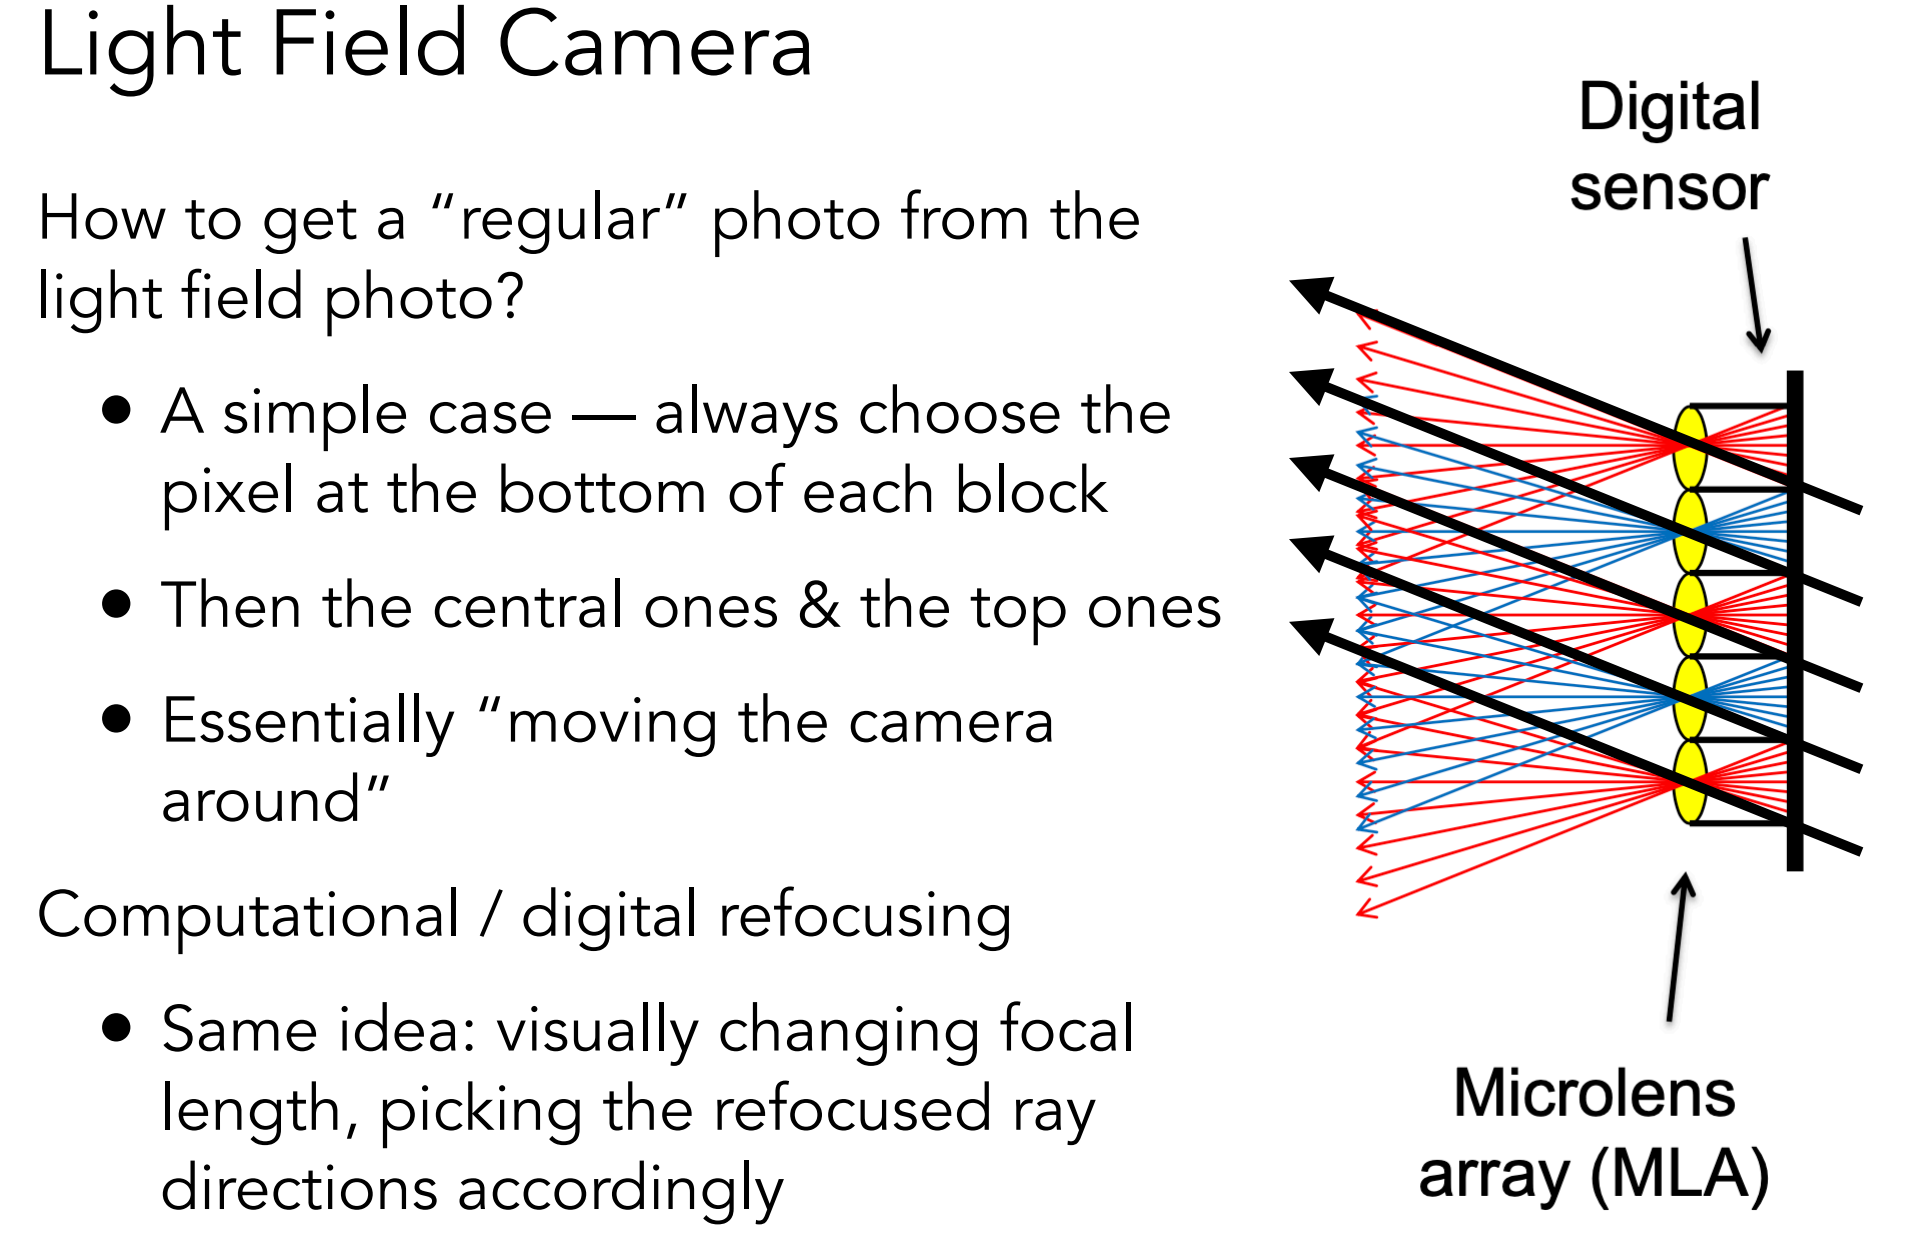 Light Field Camera
How to get a “regular” photo from the
light field photo?
• A simple case — always choose the
pixel at the bottom of each block
• Then the central ones & the top ones
• Essentially “moving the camera
around”
Computational / digital refocusing
• Same idea: visually changing focal
length, picking the refocused ray
directions accordingly
Digital
sensor
Microlens
array (MLA)